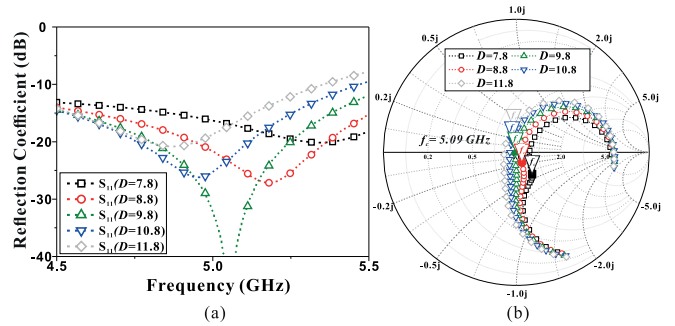 Reflection Coefficient (dB)
0
-10
-20
-30
-40
S₁₁(D=7.8)
S₁₁(D=8.8)
S₁₁(D=9.8)
S₁₁(D=10.8)
S₁₁(D=11.8)
4.5
5.0
5.5
Frequency (GHz)
(a)
1.0j
0.5j
2.0j
D=7.8
D=9.8
D=8.8
D=10.8
D=11.8
0.2j
5.0j
fc= 5.09 GHz
0.2
0.5
2.0
5.0
-0.2j
-5.0j
-0.5j
-2.0j
-1.0j
(b)